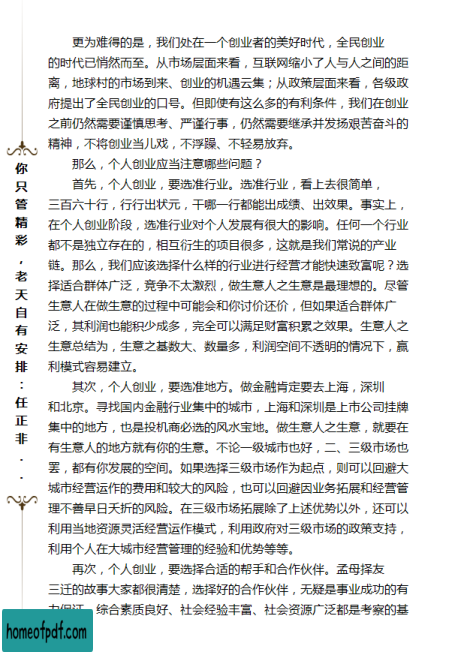 更为难得的是，我们处在一个创业者的美好时代，全民创业
的时代已悄然而至。从市场层面来看，互联网缩小了人与人之间的距
离，地球村的市场到来、创业的机遇云集；从政策层面来看，各级政
府提出了全民创业的口号。但即使有这么多的有利条件，我们在创业
之前仍然需要谨慎思考、严谨行事，仍然需要继承并发扬艰苦奋斗的
精神，不将创业当儿戏，不浮躁、不轻易放弃。
那么，个人创业应当注意哪些问题？
首先，个人创业，要选准行业。选准行业，看上去很简单，
三百六十行，行行出状元，干哪一行都能出成绩、出效果。事实上，
在个人创业阶段，选准行业对个人发展有很大的影响。任何一个行业
都不是独立存在的，相互衍生的项目很多，这就是我们常说的产业
链。那么，我们应该选择什么样的行业进行经营才能快速致富呢？选
择适合群体广泛，竞争不太激烈，做生意人之生意是最理想的。尽管
生意人在做生意的过程中可能会和你讨价还价，但如果适合群体广
泛，其利润也能积少成多，完全可以满足财富积累之效果。生意人之
生意总结为，生意之基数大、数量多，利润空间不透明的情况下，赢
利模式容易建立。
其次，个人创业，要选准地方。做金融肯定要去上海，深圳
和北京。寻找国内金融行业集中的城市，上海和深圳是上市公司挂牌
集中的地方，也是投机商必选的风水宝地。做生意人之生意，就要在
有生意人的地方就有你的生意。不论一级城市也好，二、三级市场也
罢，都有你发展的空间。如果选择三级市场作为起点，则可以回避大
城市经营运作的费用和较大的风险，也可以回避因业务拓展和经营管
理不善早日夭折的风险。在三级市场拓展除了上述优势以外，还可以
利用当地资源灵活经营运作模式，利用政府对三级市场的政策支持，
利用个人在大城市经营管理的经验和优势等等。
再次，个人创业，要选择合适的帮手和合作伙伴。孟母择友
三迁的故事大家都很清楚，选择好的合作伙伴，无疑是事业成功的有
力保证。综合素质良好、社会经验丰富、社会资源广泛都是考察的基
你只管精彩，老天自有安排：任正非..
homeofpdf.com